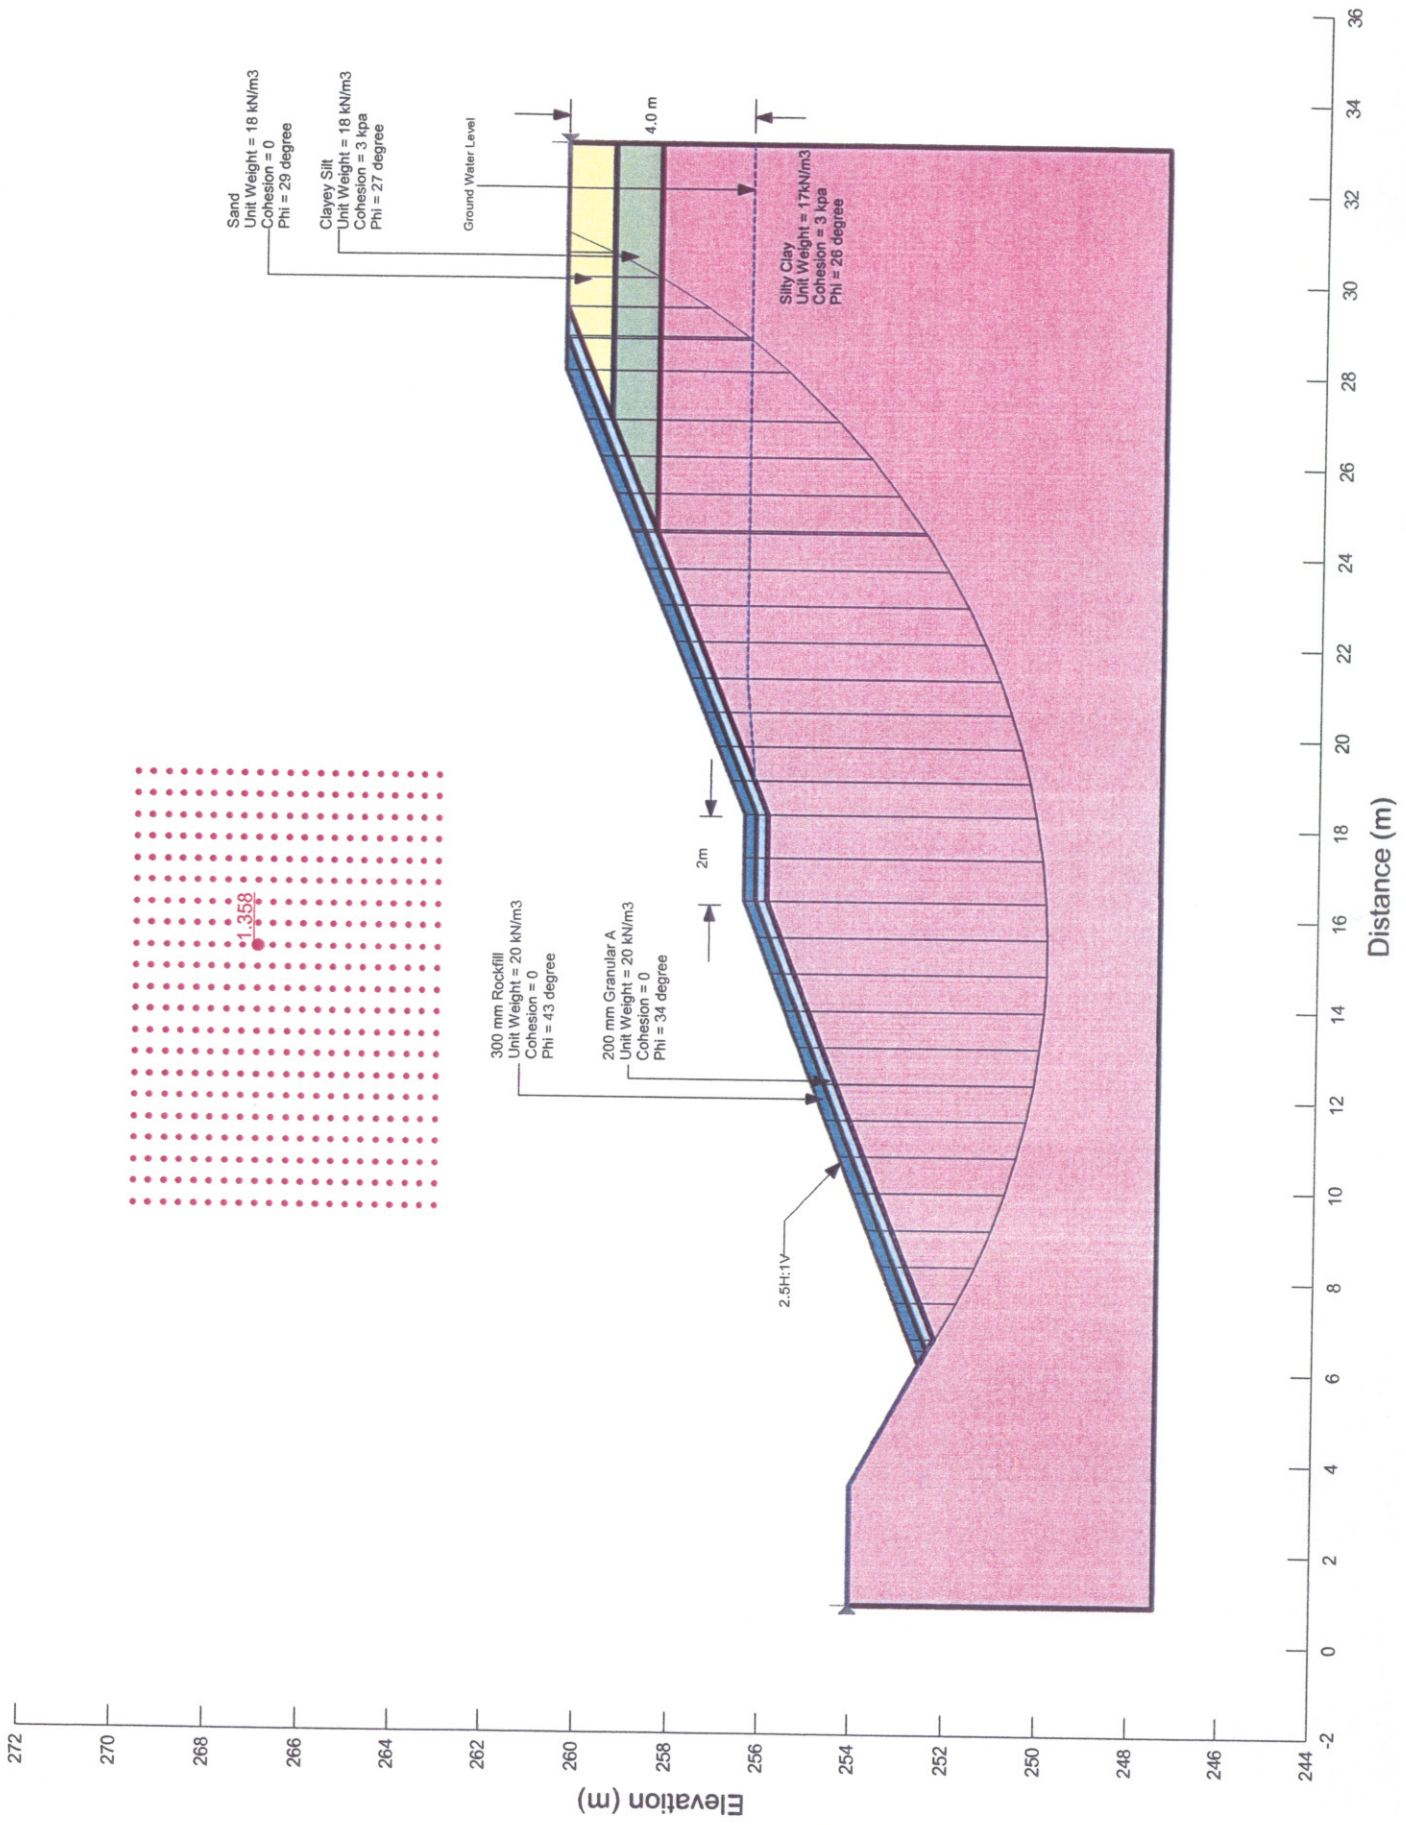 Sand
Unit Weight = 18 kN/m3
Cohesion = 0
Phi = 29 degree
Clayey Silt
Unit Weight = 18 kN/m3
Cohesion = 3 kpa
Phi = 27 degree
Ground Water Level
4.0 m
Silty Clay
Unit Weight = 17kN/m3
Cohesion = 3 kpa
Phi = 26 degree
1.358
2m
300 mm Rockfill
Unit Weight = 20 kN/m3
Cohesion = 0
Phi = 43 degree
200 mm Granular A
Unit Weight = 20 kN/m3
Cohesion = 0
Phi = 34 degree
2.5H:1V
272
270
268
266
264
262
260
258
256
254
252
250
248
246
244
Elevation (m)
-2
0
2
4
6
8
10
12
14
16
18
20
22
24
26
28
30
32
34
36
Distance (m)